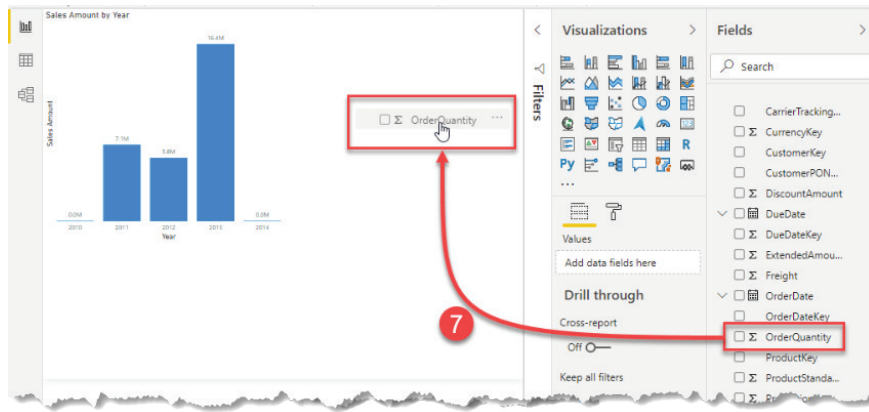 Sales Amount by Year
Sales Amount
16.4M
7.1M
5.8M
0.0M
0.0M
2010
2011
2012
2013
2014
Year
Σ OrderQuantity ...
7
Filters
Visualizations
R
Py
...
Values
Add data fields here
Drill through
Cross-report
Off
Keep all filters
Fields
Search
CarrierTracking...
Σ CurrencyKey
CustomerKey
CustomerPON...
Σ DiscountAmount
DueDate
Σ DueDateKey
Σ ExtendedAmou...
Σ Freight
OrderDate
OrderDateKey
Σ OrderQuantity
ProductKey
Σ ProductStanda...